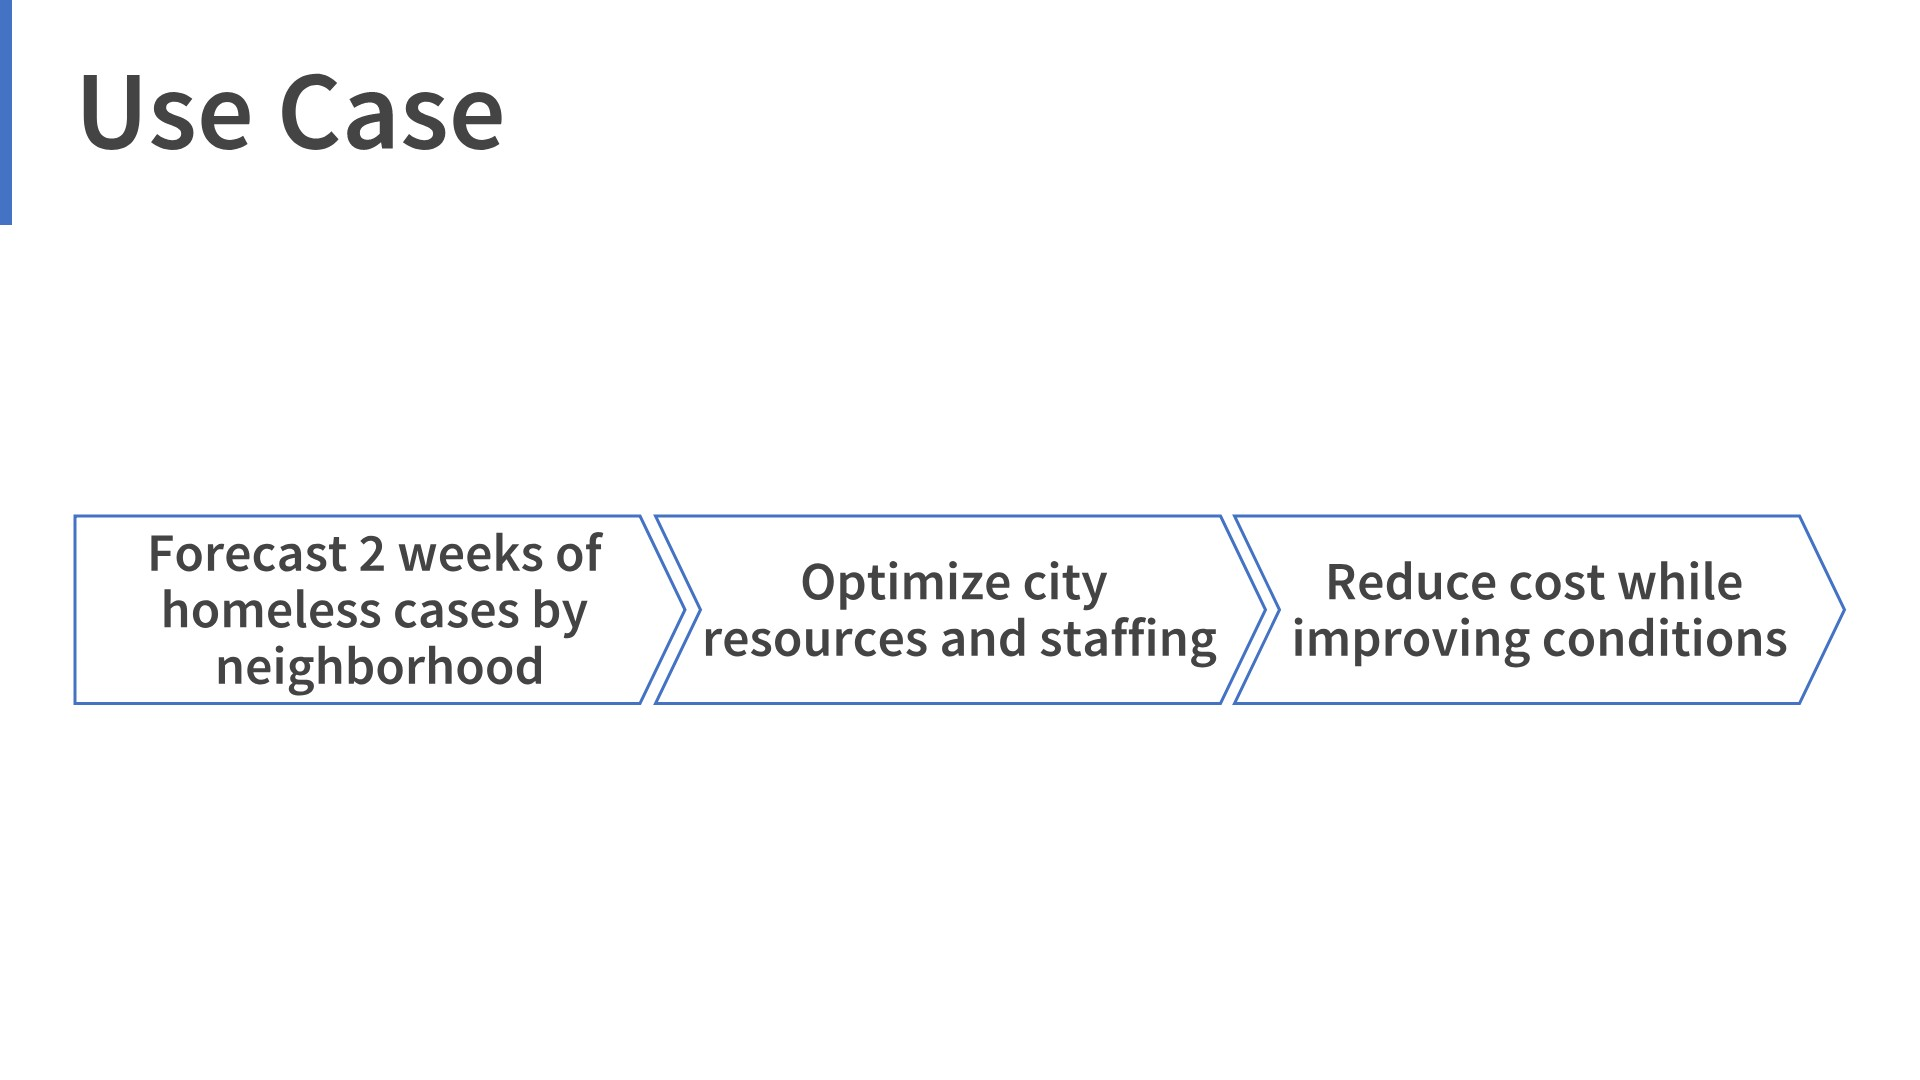 Use Case
Forecast 2 weeks of
homeless cases by
neighborhood
Optimize city
resources and staffing
Reduce cost while
improving conditions